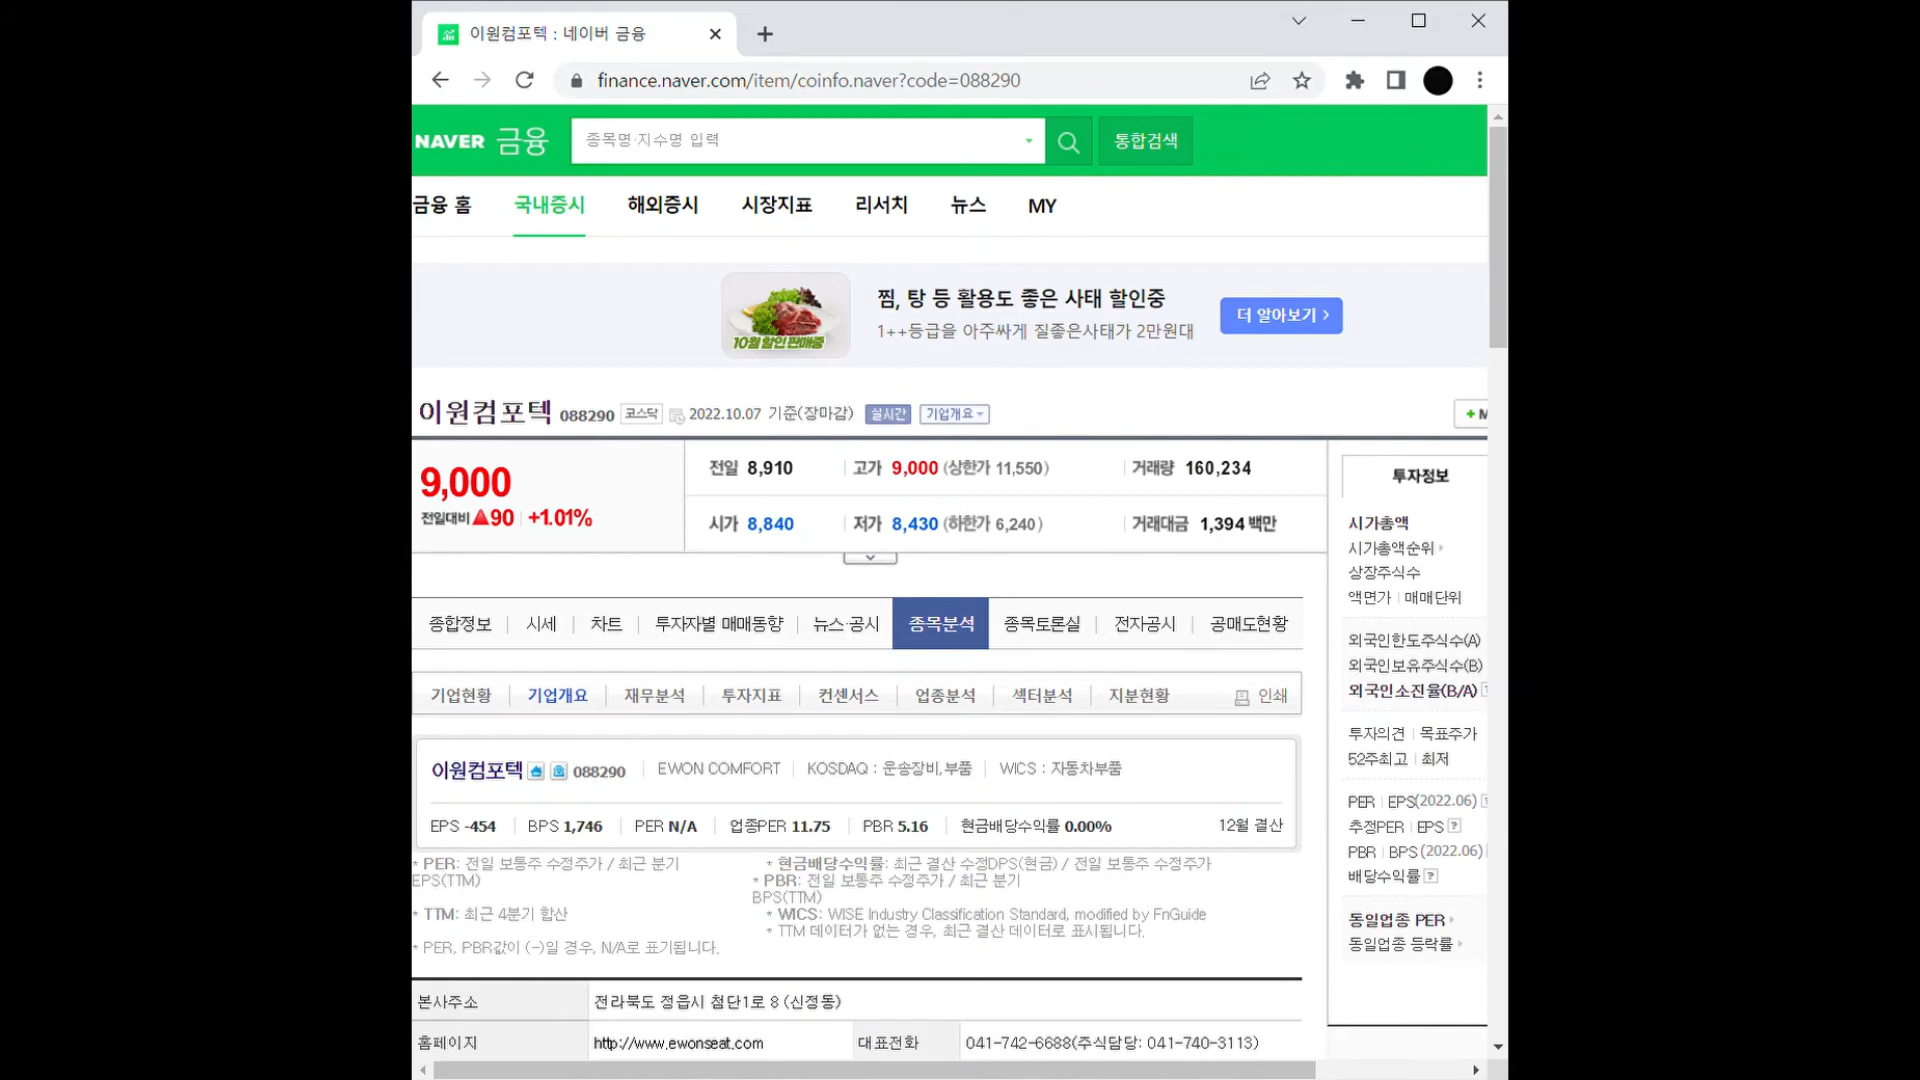 이원컴포텍 : 네이버 금융
finance.naver.com/item/coinfo.naver?code=088290
NAVER 금융 종목명·지수명 입력 통합검색
금융 홈 국내증시 해외증시 시장지표 리서치 뉴스 MY
찜, 탕 등 활용도 좋은 사태 할인중
1++등급을 아주싸게 질좋은사태가 2만원대
10월 할인 판매중
더 알아보기
이원컴포텍 088290 코스닥 2022.10.07 기준(장마감) 실시간 기업개요
+ M
9,000
전일대비 ▲90 +1.01%
전일 8,910 고가 9,000 (상한가 11,550) 거래량 160,234
시가 8,840 저가 8,430 (하한가 6,240) 거래대금 1,394 백만
종합정보 시세 차트 투자자별 매매동향 뉴스·공시 종목분석 종목토론실 전자공시 공매도현황
기업현황 기업개요 재무분석 투자지표 컨센서스 업종분석 섹터분석 지분현황 인쇄
이원컴포텍 088290 EWON COMFORT KOSDAQ : 운송장비,부품 WICS : 자동차부품
EPS -454 BPS 1,746 PER N/A 업종PER 11.75 PBR 5.16 현금배당수익률 0.00% 12월 결산
* PER: 전일 보통주 수정주가 / 최근 분기
EPS(TTM)
* 현금배당수익률: 최근 결산 수정DPS(현금) / 전일 보통주 수정주가
* PBR: 전일 보통주 수정주가 / 최근 분기
BPS(TTM)
* TTM: 최근 4분기 합산
* WICS: WISE Industry Classification Standard, modified by FnGuide
* TTM 데이터가 없는 경우, 최근 결산 데이터로 표시됩니다.
* PER, PBR값이 (-)일 경우, N/A로 표기됩니다.
본사주소 전라북도 정읍시 첨단1로 8 (신정동)
홈페이지 http://www.ewonseat.com 대표전화 041-742-6688(주식담당: 041-740-3113)
투자정보
시가총액
시가총액순위
상장주식수
액면가 매매단위
외국인한도주식수(A)
외국인보유주식수(B)
외국인소진율(B/A)
투자의견 목표주가
52주최고 최저
PER EPS(2022.06)
추정PER EPS ?
PBR BPS (2022.06)
배당수익률 ?
동일업종 PER
동일업종 등락률